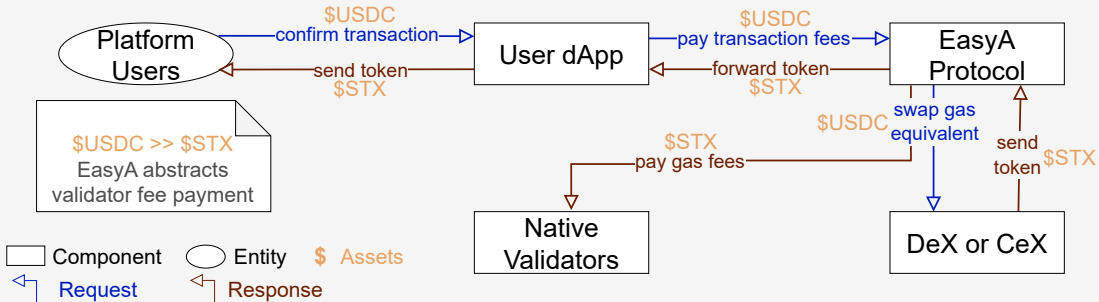 $USDC
confirm transaction
Platform
Users
send token
$STX
User dApp
$USDC
pay transaction fees
forward token
$STX
EasyA
Protocol
$USDC
swap gas
equivalent
send
token
$STX
$STX
pay gas fees
$USDC >> $STX
EasyA abstracts
validator fee payment
Native
Validators
DeX or CeX
Component
Entity
$ Assets
Request
Response